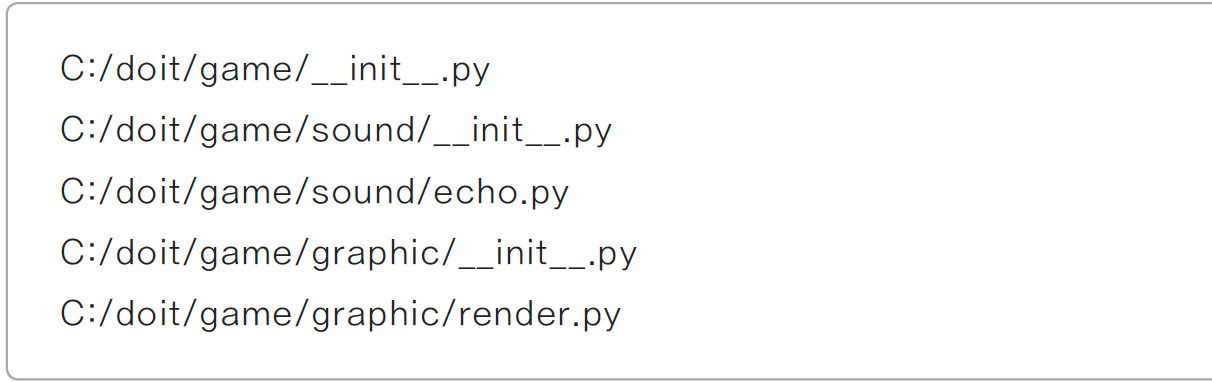 C:/doit/game/__init__.py
C:/doit/game/sound/__init__.py
C:/doit/game/sound/echo.py
C:/doit/game/graphic/__init__.py
C:/doit/game/graphic/render.py